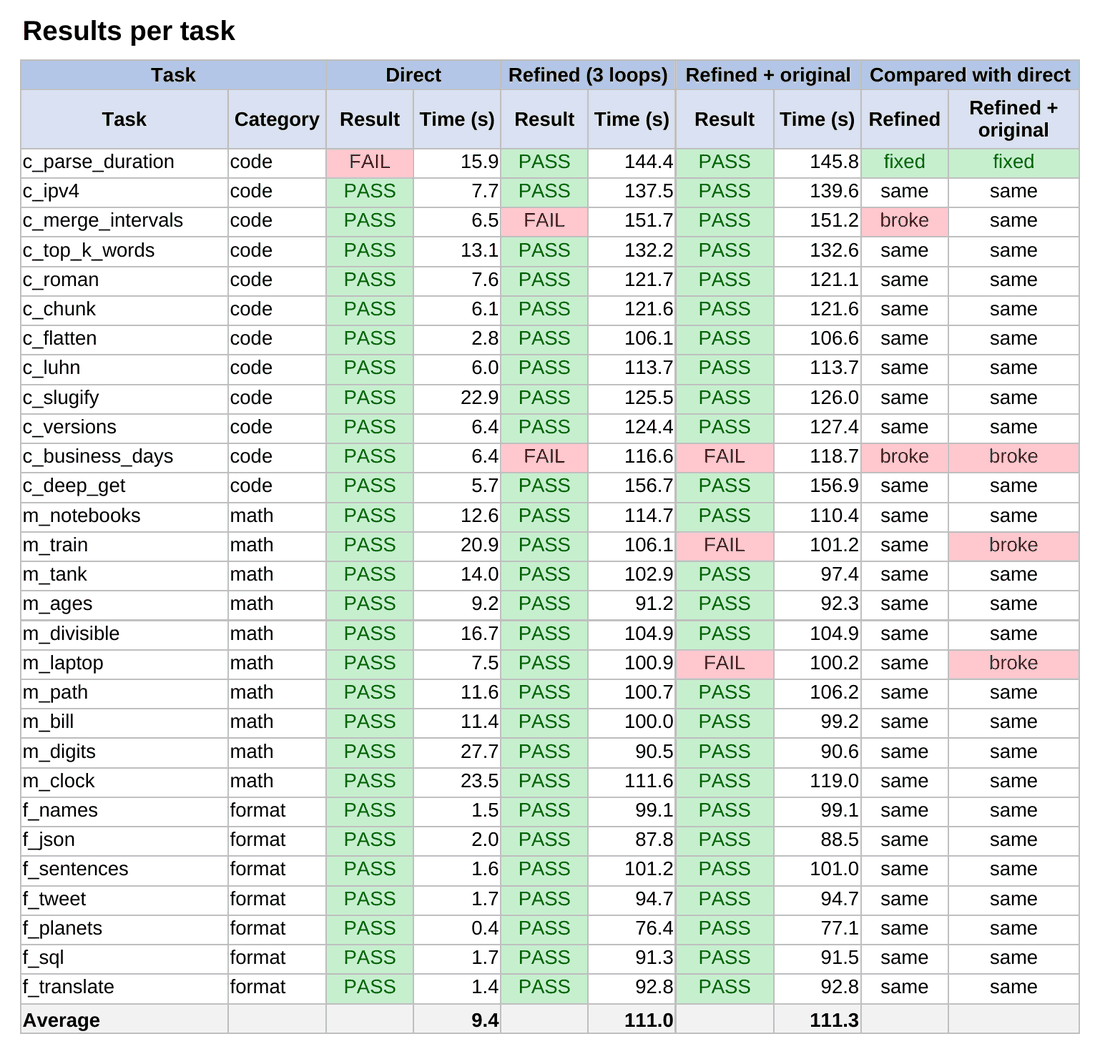 Results per task
Task Direct Refined (3 loops) Refined + original Compared with direct
Task Category Result Time (s) Result Time (s) Result Time (s) Refined Refined + original
c_parse_duration code FAIL 15.9 PASS 144.4 PASS 145.8 fixed fixed
c_ipv4 code PASS 7.7 PASS 137.5 PASS 139.6 same same
c_merge_intervals code PASS 6.5 FAIL 151.7 PASS 151.2 broke same
c_top_k_words code PASS 13.1 PASS 132.2 PASS 132.6 same same
c_roman code PASS 7.6 PASS 121.7 PASS 121.1 same same
c_chunk code PASS 6.1 PASS 121.6 PASS 121.6 same same
c_flatten code PASS 2.8 PASS 106.1 PASS 106.6 same same
c_luhn code PASS 6.0 PASS 113.7 PASS 113.7 same same
c_slugify code PASS 22.9 PASS 125.5 PASS 126.0 same same
c_versions code PASS 6.4 PASS 124.4 PASS 127.4 same same
c_business_days code PASS 6.4 FAIL 116.6 FAIL 118.7 broke broke
c_deep_get code PASS 5.7 PASS 156.7 PASS 156.9 same same
m_notebooks math PASS 12.6 PASS 114.7 PASS 110.4 same same
m_train math PASS 20.9 PASS 106.1 FAIL 101.2 same broke
m_tank math PASS 14.0 PASS 102.9 PASS 97.4 same same
m_ages math PASS 9.2 PASS 91.2 PASS 92.3 same same
m_divisible math PASS 16.7 PASS 104.9 PASS 104.9 same same
m_laptop math PASS 7.5 PASS 100.9 FAIL 100.2 same broke
m_path math PASS 11.6 PASS 100.7 PASS 106.2 same same
m_bill math PASS 11.4 PASS 100.0 PASS 99.2 same same
m_digits math PASS 27.7 PASS 90.5 PASS 90.6 same same
m_clock math PASS 23.5 PASS 111.6 PASS 119.0 same same
f_names format PASS 1.5 PASS 99.1 PASS 99.1 same same
f_json format PASS 2.0 PASS 87.8 PASS 88.5 same same
f_sentences format PASS 1.6 PASS 101.2 PASS 101.0 same same
f_tweet format PASS 1.7 PASS 94.7 PASS 94.7 same same
f_planets format PASS 0.4 PASS 76.4 PASS 77.1 same same
f_sql format PASS 1.7 PASS 91.3 PASS 91.5 same same
f_translate format PASS 1.4 PASS 92.8 PASS 92.8 same same
Average 9.4 111.0 111.3